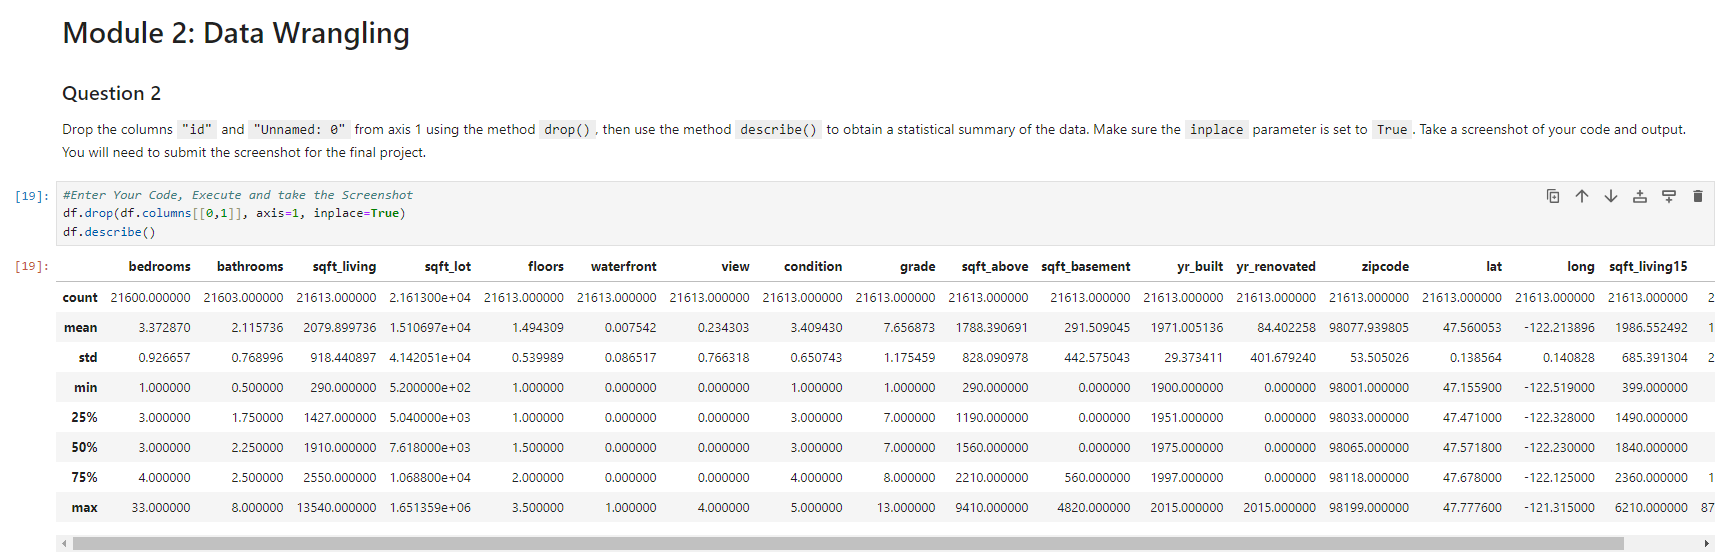 Module 2: Data Wrangling
Question 2
Drop the columns "id" and "Unnamed: 0" from axis 1 using the method drop(), then use the method describe() to obtain a statistical summary of the data. Make sure the inplace parameter is set to True. Take a screenshot of your code and output.
You will need to submit the screenshot for the final project.
[19]: #Enter Your Code, Execute and take the Screenshot
df.drop(df.columns[[0,1]], axis=1, inplace=True)
df.describe()
[19]: bedrooms bathrooms sqft_living sqft_lot floors waterfront view condition grade sqft_above sqft_basement yr_built yr_renovated zipcode lat long sqft_living15
count 21600.000000 21603.000000 21613.000000 2.161300e+04 21613.000000 21613.000000 21613.000000 21613.000000 21613.000000 21613.000000 21613.000000 21613.000000 21613.000000 21613.000000 21613.000000 21613.000000 21613.000000 2
mean 3.372870 2.115736 2079.899736 1.510697e+04 1.494309 0.007542 0.234303 3.409430 7.656873 1788.390691 291.509045 1971.005136 84.402258 98077.939805 47.560053 -122.213896 1986.552492 1
std 0.926657 0.768996 918.440897 4.142051e+04 0.539989 0.086517 0.766318 0.650743 1.175459 828.090978 442.575043 29.373411 401.679240 53.505026 0.138564 0.140828 685.391304 2
min 1.000000 0.500000 290.000000 5.200000e+02 1.000000 0.000000 0.000000 1.000000 1.000000 290.000000 0.000000 1900.000000 0.000000 98001.000000 47.155900 -122.519000 399.000000
25% 3.000000 1.750000 1427.000000 5.040000e+03 1.000000 0.000000 0.000000 3.000000 7.000000 1190.000000 0.000000 1951.000000 0.000000 98033.000000 47.471000 -122.328000 1490.000000
50% 3.000000 2.250000 1910.000000 7.618000e+03 1.500000 0.000000 0.000000 3.000000 7.000000 1560.000000 0.000000 1975.000000 0.000000 98065.000000 47.571800 -122.230000 1840.000000
75% 4.000000 2.500000 2550.000000 1.068800e+04 2.000000 0.000000 0.000000 4.000000 8.000000 2210.000000 560.000000 1997.000000 0.000000 98118.000000 47.678000 -122.125000 2360.000000 1
max 33.000000 8.000000 13540.000000 1.651359e+06 3.500000 1.000000 4.000000 5.000000 13.000000 9410.000000 4820.000000 2015.000000 2015.000000 98199.000000 47.777600 -121.315000 6210.000000 87